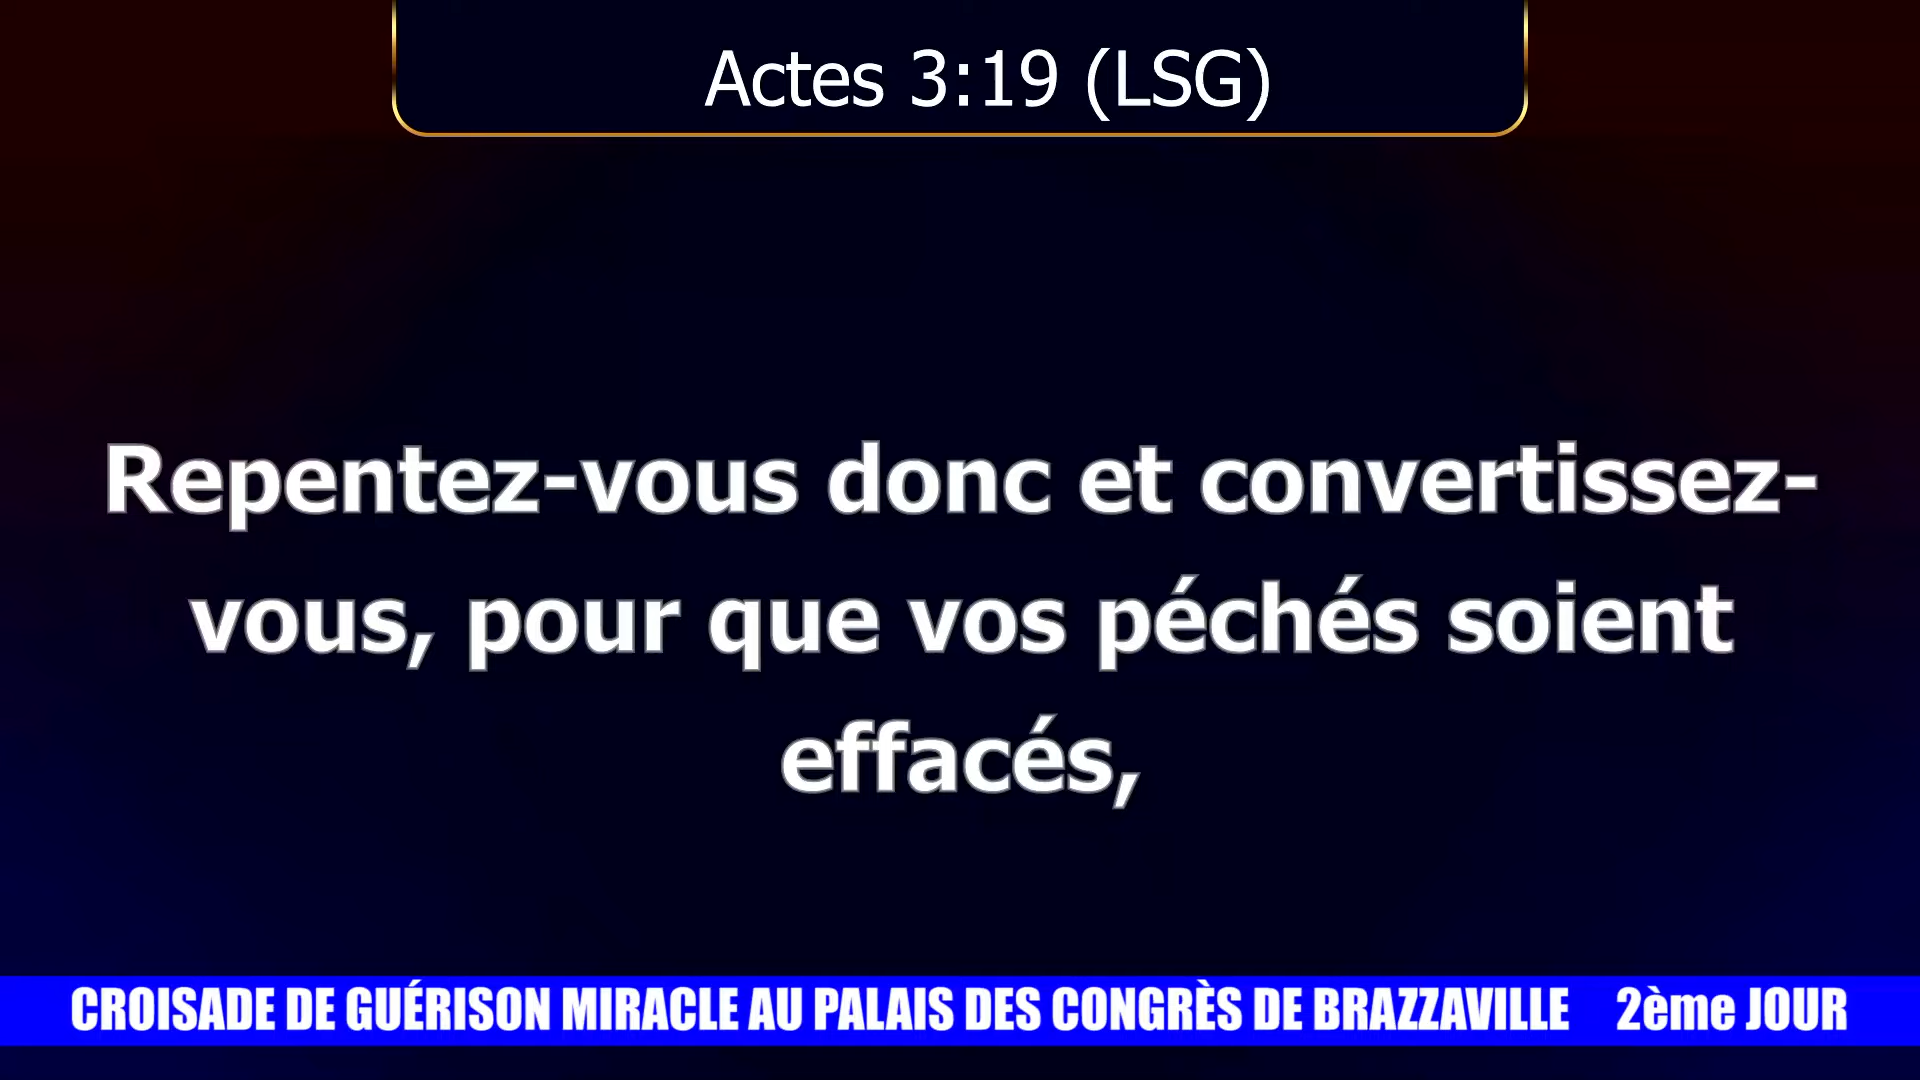 Actes 3:19 (LSG)
Repentez-vous donc et convertissez-
vous, pour que vos péchés soient
effacés,
CROISADE DE GUÉRISON MIRACLE AU PALAIS DES CONGRÈS DE BRAZZAVILLE 2ème JOUR